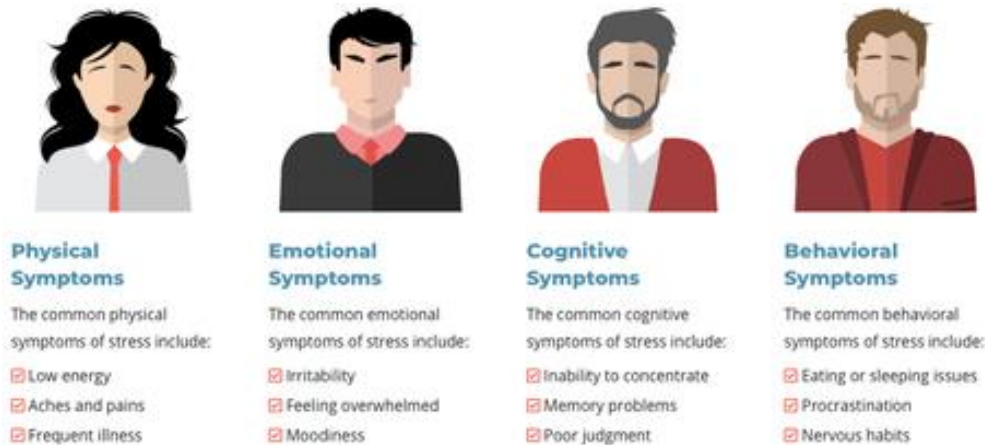 Physical
Symptoms
The common physical
symptoms of stress include:
Low energy
Aches and pains
Frequent illness
Emotional
Symptoms
The common emotional
symptoms of stress include:
Irritability
Feeling overwhelmed
Moodiness
Cognitive
Symptoms
The common cognitive
symptoms of stress include:
Inability to concentrate
Memory problems
Poor judgment
Behavioral
Symptoms
The common behavioral
symptoms of stress include:
Eating or sleeping issues
Procrastination
Nervous habits